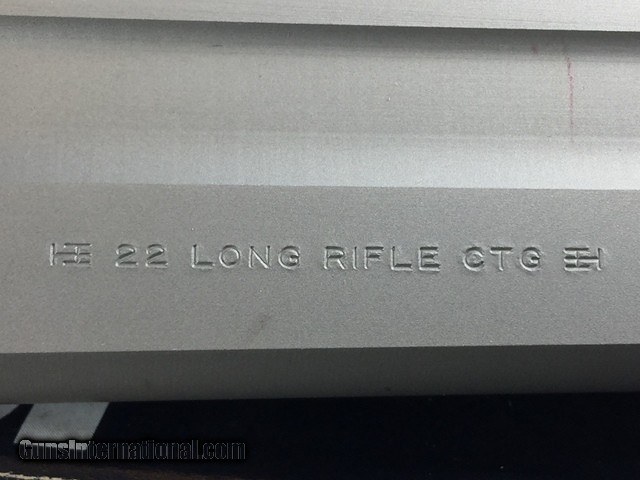 22 LONG RIFLE CTG
GunsInternational.com